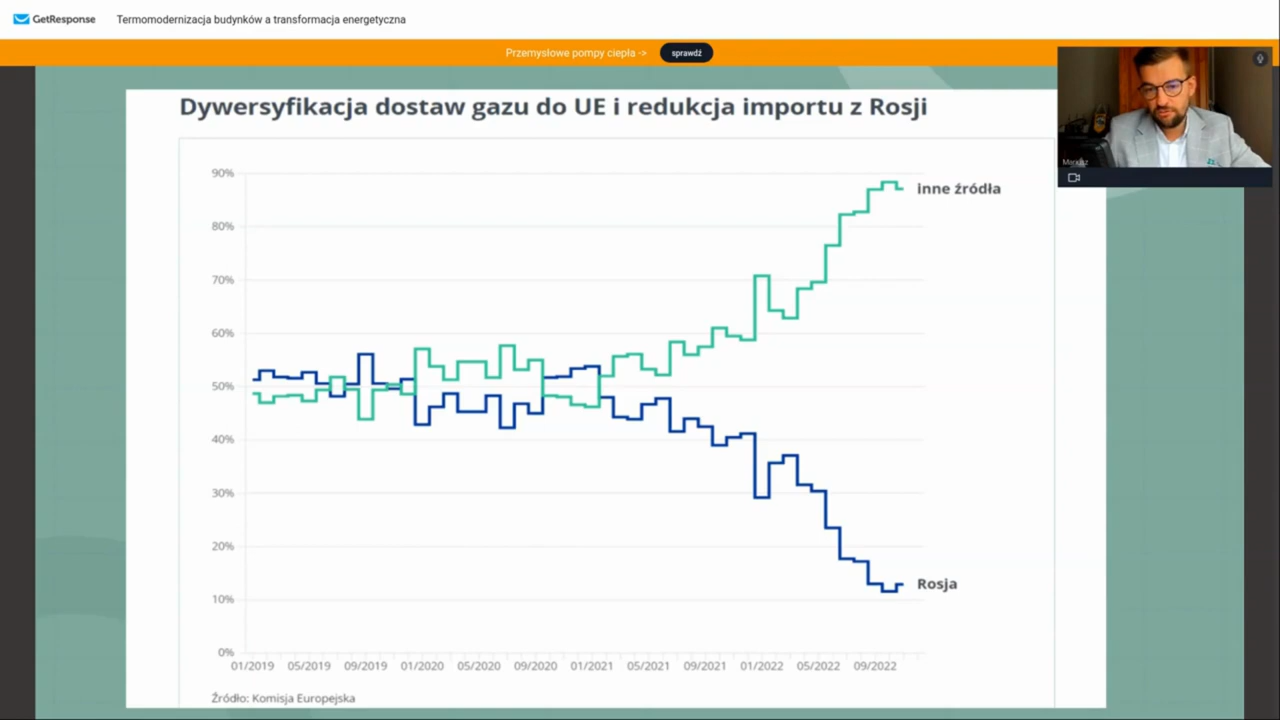 GetResponse
Termomodernizacja budynków a transformacja energetyczna
Przemysłowe pompy ciepła ->
sprawdź
Mariusz
Dywersyfikacja dostaw gazu do UE i redukcja importu z Rosji
90%
80%
70%
60%
50%
40%
30%
20%
10%
0%
inne źródła
Rosja
01/2019 05/2019 09/2019 01/2020 05/2020 09/2020 01/2021 05/2021 09/2021 01/2022 05/2022 09/2022
Źródło: Komisja Europejska